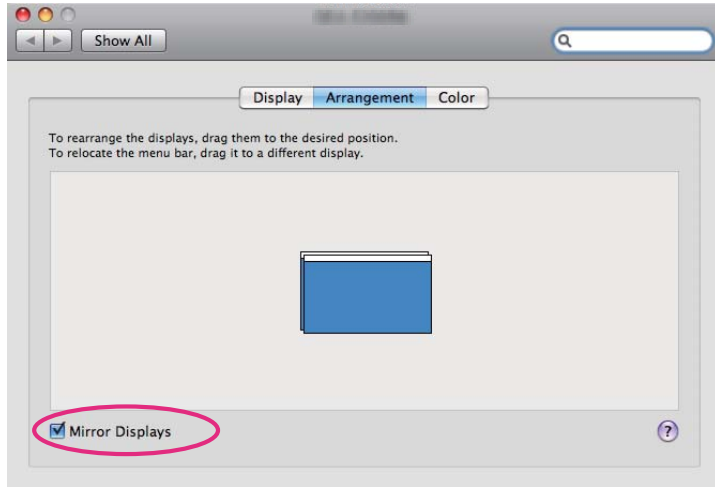 Show All
Display Arrangement Color
To rearrange the displays, drag them to the desired position.
To relocate the menu bar, drag it to a different display.
Mirror Displays
?